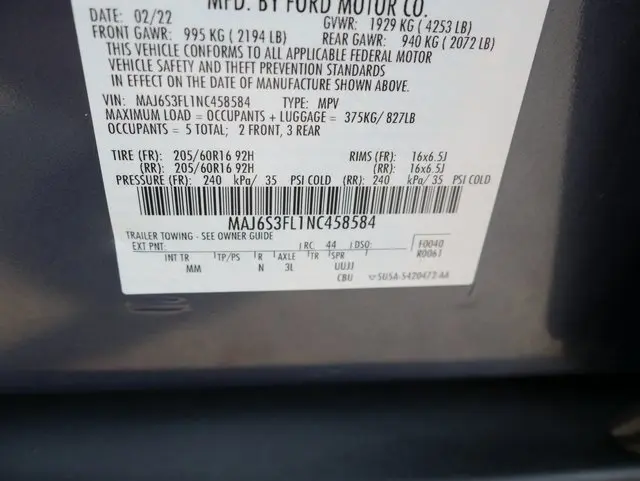 MFD. BY FORD MOTOR CO.
DATE: 02/22 GVWR: 1929 KG (4253 LB)
FRONT GAWR: 995 KG (2194 LB) REAR GAWR: 940 KG (2072 LB)
THIS VEHICLE CONFORMS TO ALL APPLICABLE FEDERAL MOTOR
VEHICLE SAFETY AND THEFT PREVENTION STANDARDS
IN EFFECT ON THE DATE OF MANUFACTURE SHOWN ABOVE.
VIN: MAJ6S3FL1NC458584 TYPE: MPV
MAXIMUM LOAD = OCCUPANTS + LUGGAGE = 375KG/827LB
OCCUPANTS = 5 TOTAL; 2 FRONT, 3 REAR
TIRE (FR): 205/60R16 92H RIMS (FR): 16x6.5J
(RR): 205/60R16 92H (RR): 16x6.5J
PRESSURE (FR): 240 kPa/ 35 PSI COLD (RR): 240 kPa/ 35 PSI COLD
MAJ6S3FL1NC458584
TRAILER TOWING - SEE OWNER GUIDE
EXT PNT: RC: 44 DSO: F0040
R0061
INT TR TP/PS R AXLE TR SPR
MM N 3L UUJJ
CBU SU5A-5420472-AA